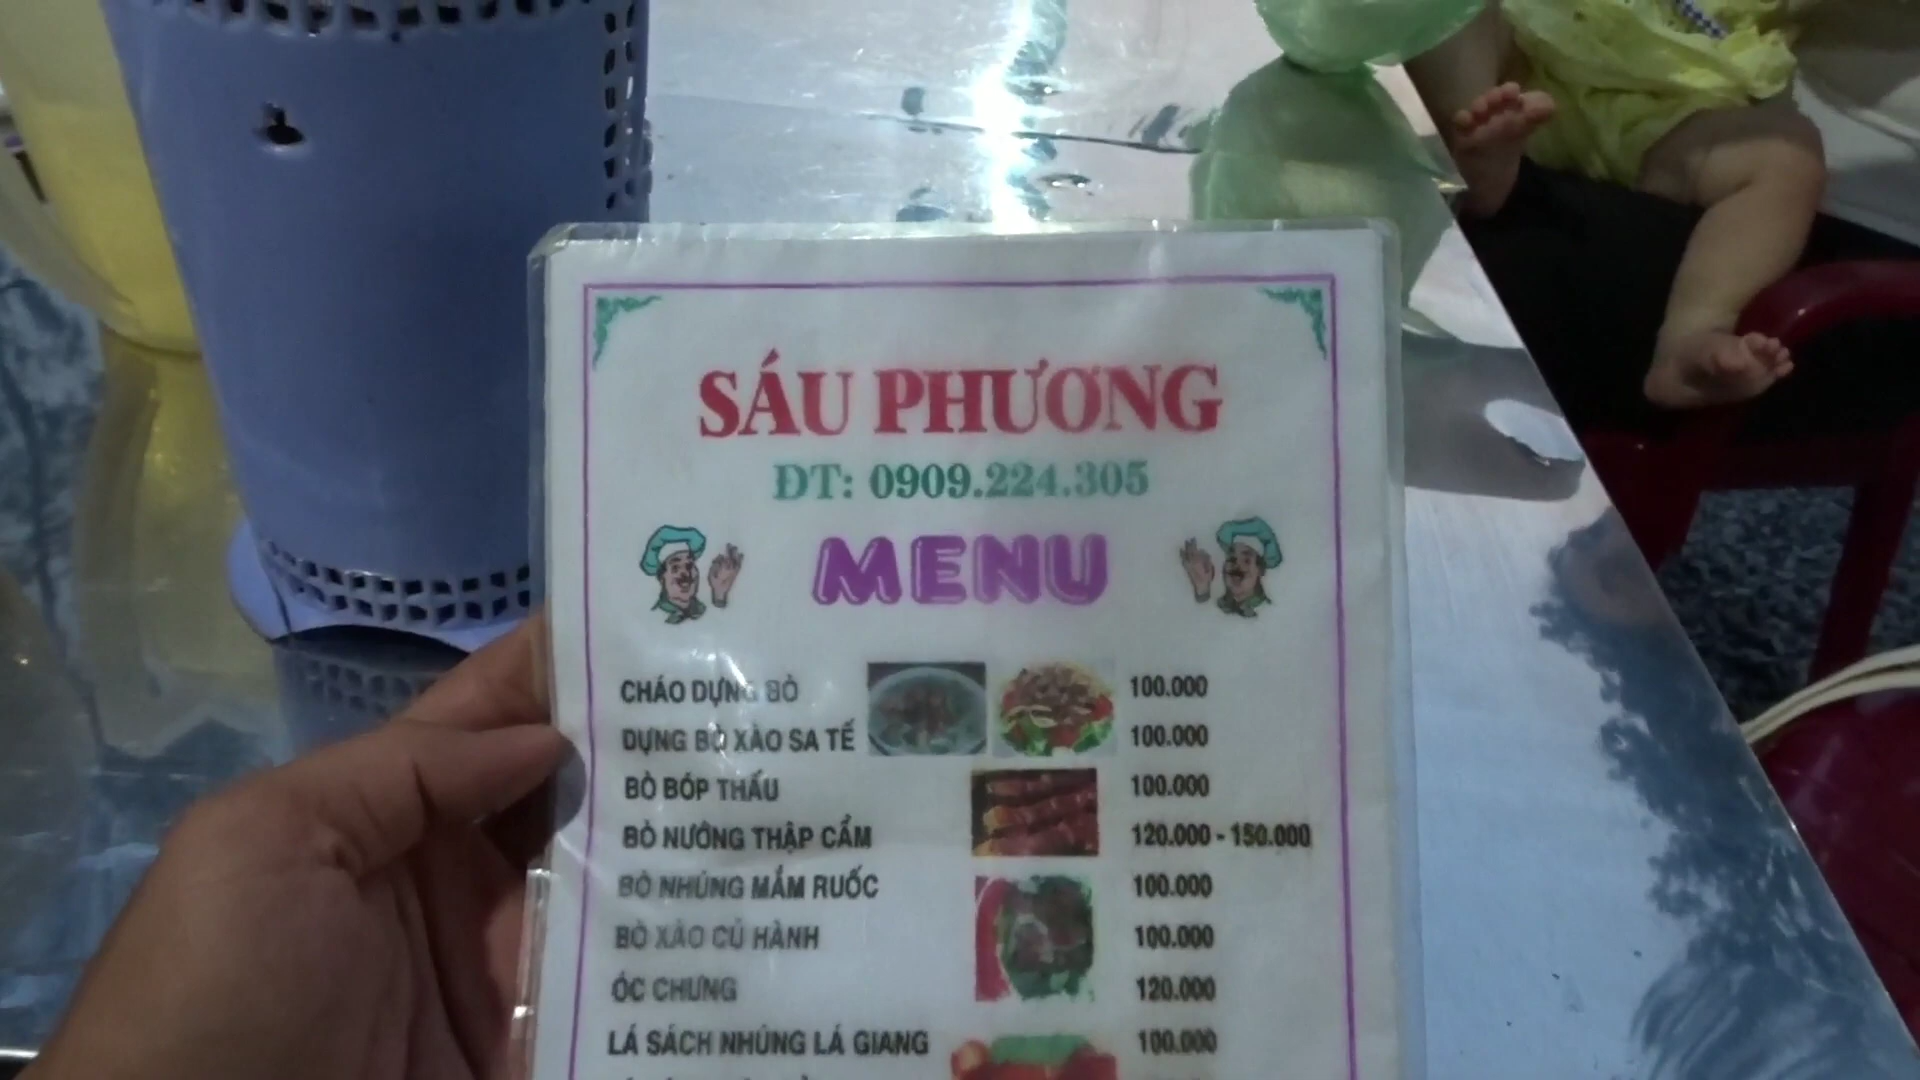 SÁU PHƯƠNG
ĐT: 0909.224.305
MENU
CHÁO DỰNG BÒ 100.000
DỰNG BÒ XÀO SA TẾ 100.000
BÒ BÓP THẤU 100.000
BÒ NƯỚNG THẬP CẨM 120.000 - 150.000
BÒ NHÚNG MẮM RUỐC 100.000
BÒ XÀO CỦ HÀNH 100.000
ÓC CHƯNG 120.000
LÁ SÁCH NHÚNG LÁ GIANG 100.000